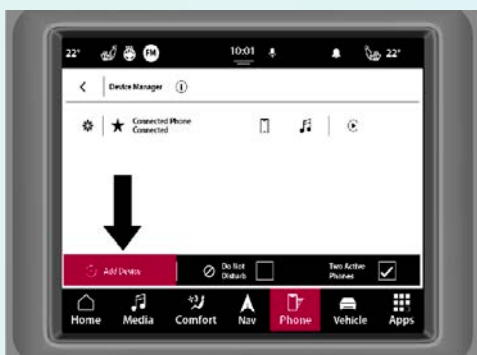 22° FM 10:01 22°
Device Manager i
Connected Phone
Connected
Add Device
Do Not
Disturb
Two Active
Phones
Home Media Comfort Nav Phone Vehicle Apps